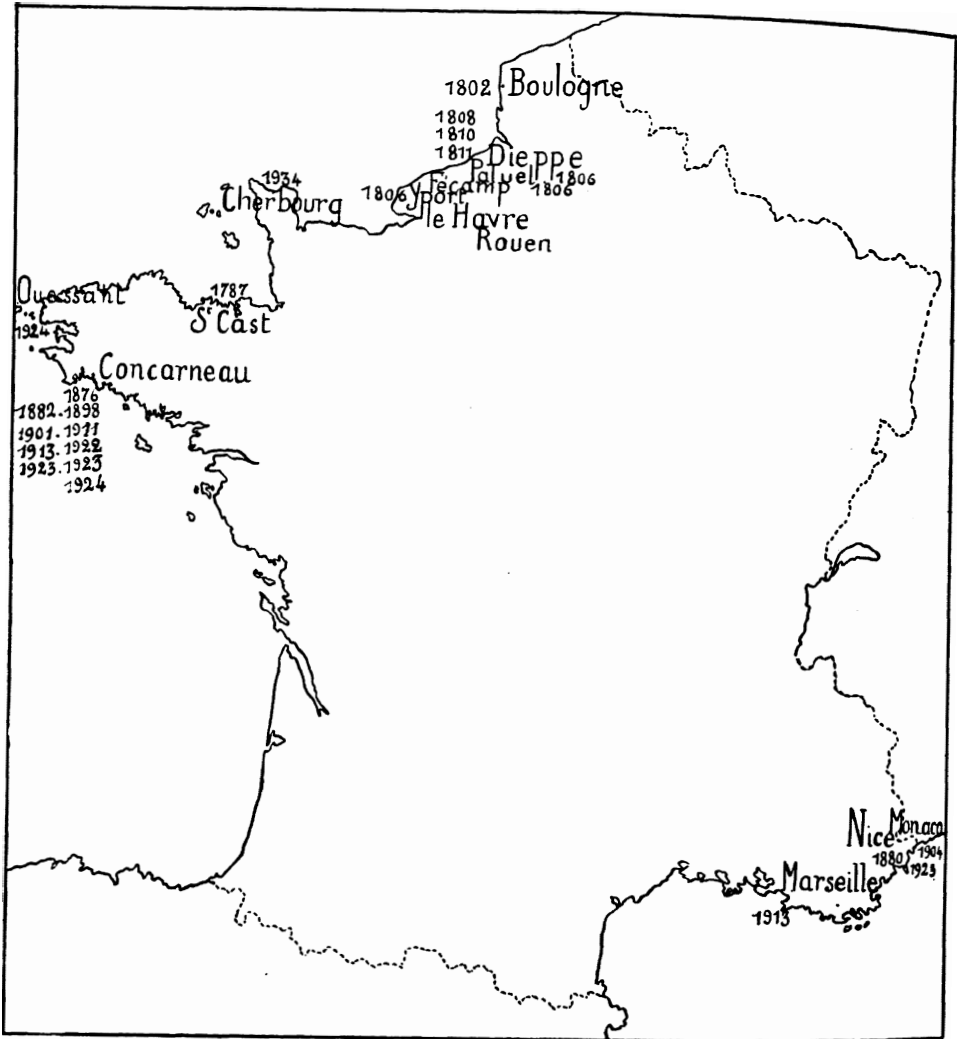 1802 Boulogne
1808
1810
1811 Dieppe
Paluel 1806
1806 Fécamp 1806
Yport
1934
Cherbourg
le Havre
Rouen
Ouessant
1924
1787
St Cast
Concarneau
1876
1882.1898
1901.1911
1913.1922
1923.1923
1924
Nice Monaco
1880 1904
1923
Marseille
1913